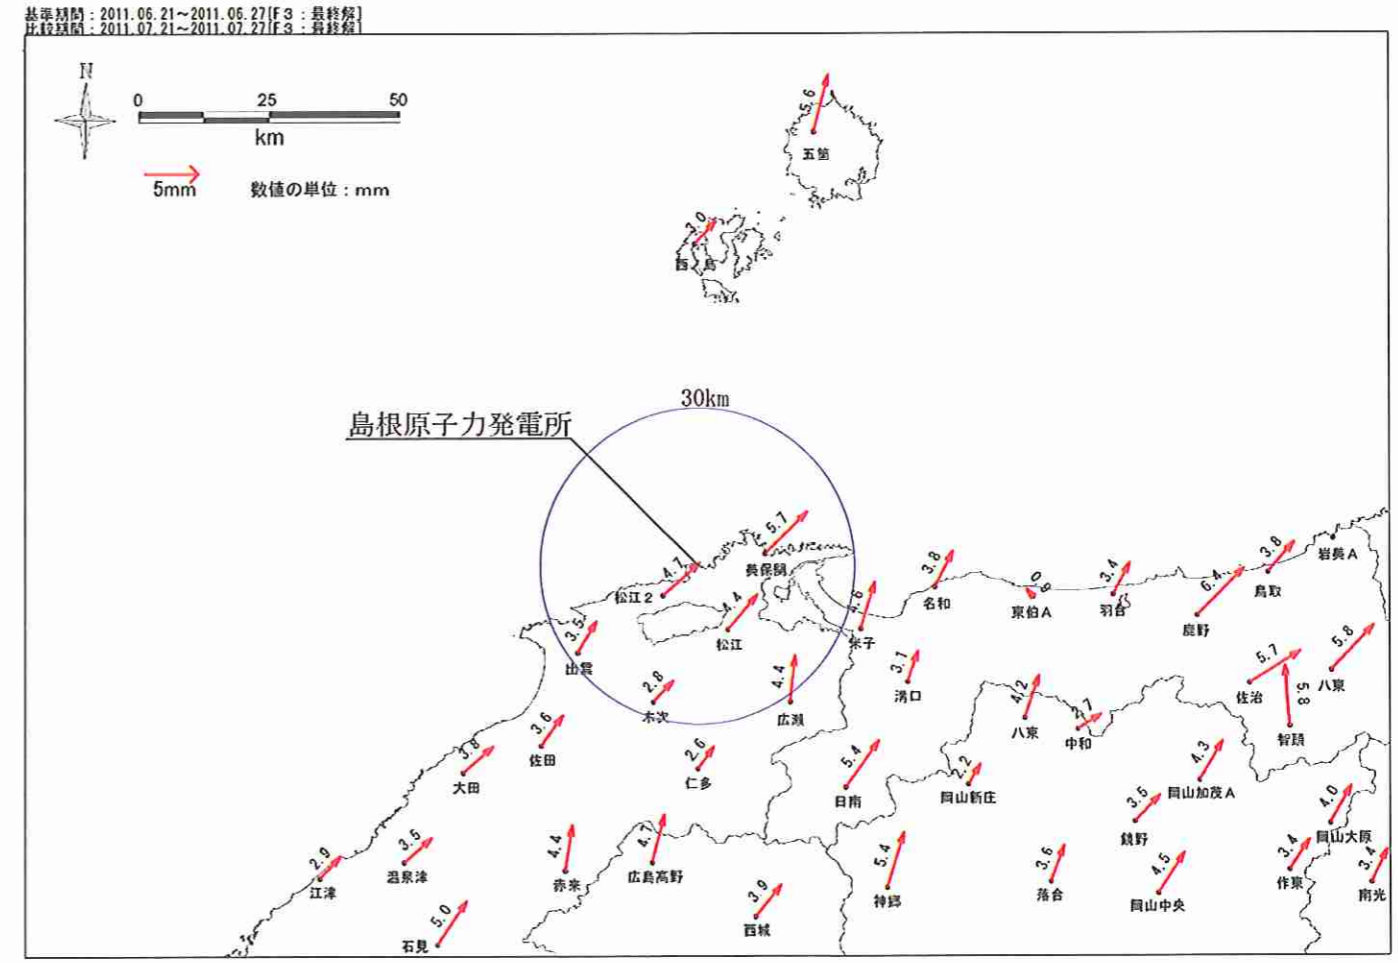 基準期間：2011.06.21～2011.06.27[F3：最終解]
比較期間：2011.07.21～2011.07.27[F3：最終解]
N
0 25 50
km
5mm 数値の単位：mm
5.6
五箇
3.0
西ノ島
30km
島根原子力発電所
5.7
美保関
4.7
松江2
4.4
松江
3.5
出雲
2.8
木次
4.4
広瀬
4.6
米子
3.8
名和
0.9
東伯A
3.4
羽合
6.4
鹿野
3.8
鳥取
岩美A
3.1
溝口
4.2
八束
2.7
中和
5.7
佐治
5.8
智頭
5.8
八東
3.6
佐田
3.8
大田
2.6
仁多
5.4
日南
2.2
岡山新庄
4.3
岡山加茂A
3.5
鏡野
4.0
岡山大原
2.9
江津
3.5
温泉津
4.4
赤来
4.7
広島高野
5.4
神郷
3.6
落合
4.5
岡山中央
3.4
作東
3.4
南光
5.0
石見
3.9
西城